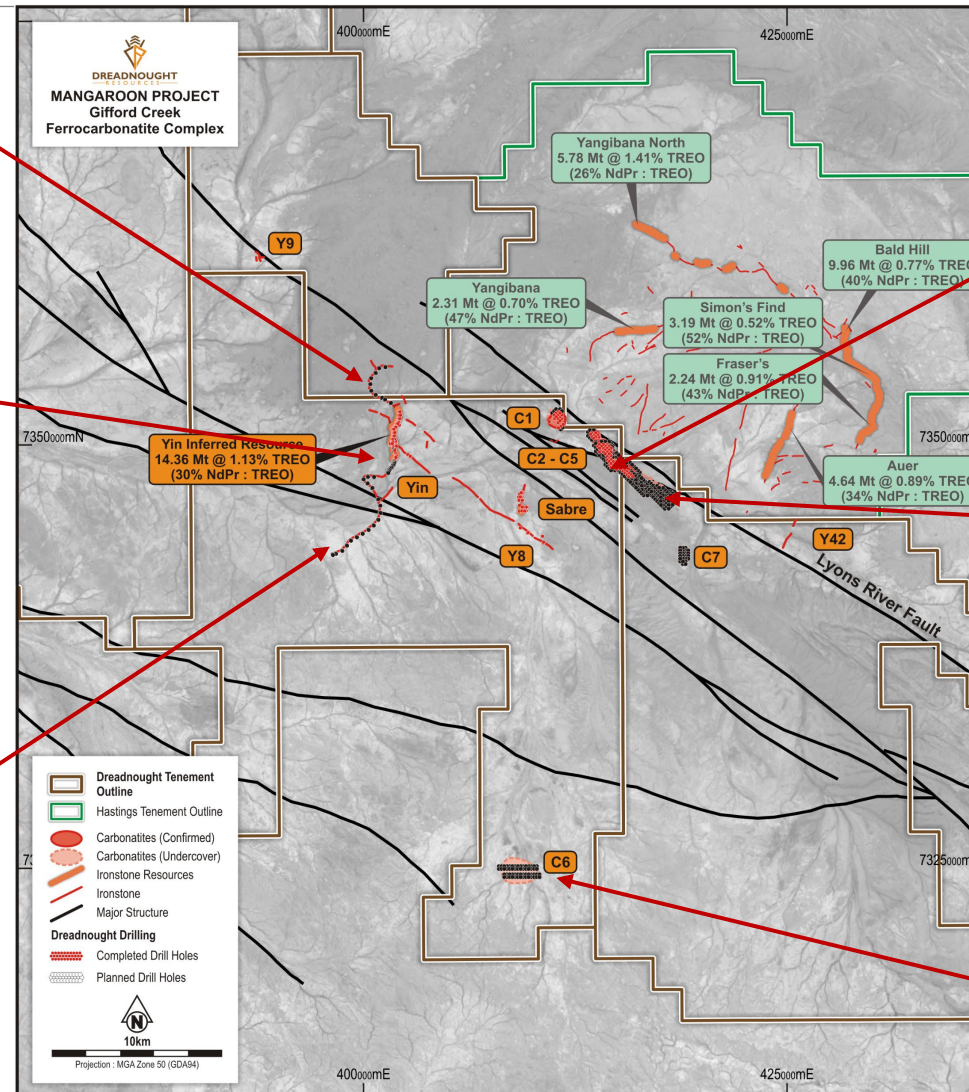 DREADNOUGHT
RESOURCES
MANGAROON PROJECT
Gifford Creek
Ferrocarbonatite Complex
400000mE
425000mE
Yangibana North
5.78 Mt @ 1.41% TREO
(26% NdPr : TREO)
Y9
Bald Hill
9.96 Mt @ 0.77% TREO
(40% NdPr : TREO)
Yangibana
2.31 Mt @ 0.70% TREO
(47% NdPr : TREO)
Simon's Find
3.19 Mt @ 0.52% TREO
(52% NdPr : TREO)
Fraser's
2.24 Mt @ 0.91% TREO
(43% NdPr : TREO)
C1
7350000mN
7350000m
Yin Inferred Resource
14.36 Mt @ 1.13% TREO
(30% NdPr : TREO)
C2 - C5
Auer
4.64 Mt @ 0.89% TREO
(34% NdPr : TREO)
Yin
Sabre
Y8
C7
Y42
Lyons River Fault
Dreadnought Tenement
Outline
Hastings Tenement Outline
Carbonatites (Confirmed)
Carbonatites (Undercover)
Ironstone Resources
Ironstone
Major Structure
Dreadnought Drilling
Completed Drill Holes
Planned Drill Holes
N
10km
Projection : MGA Zone 50 (GDA94)
73
C6
7325000m
400000mE
425000mE